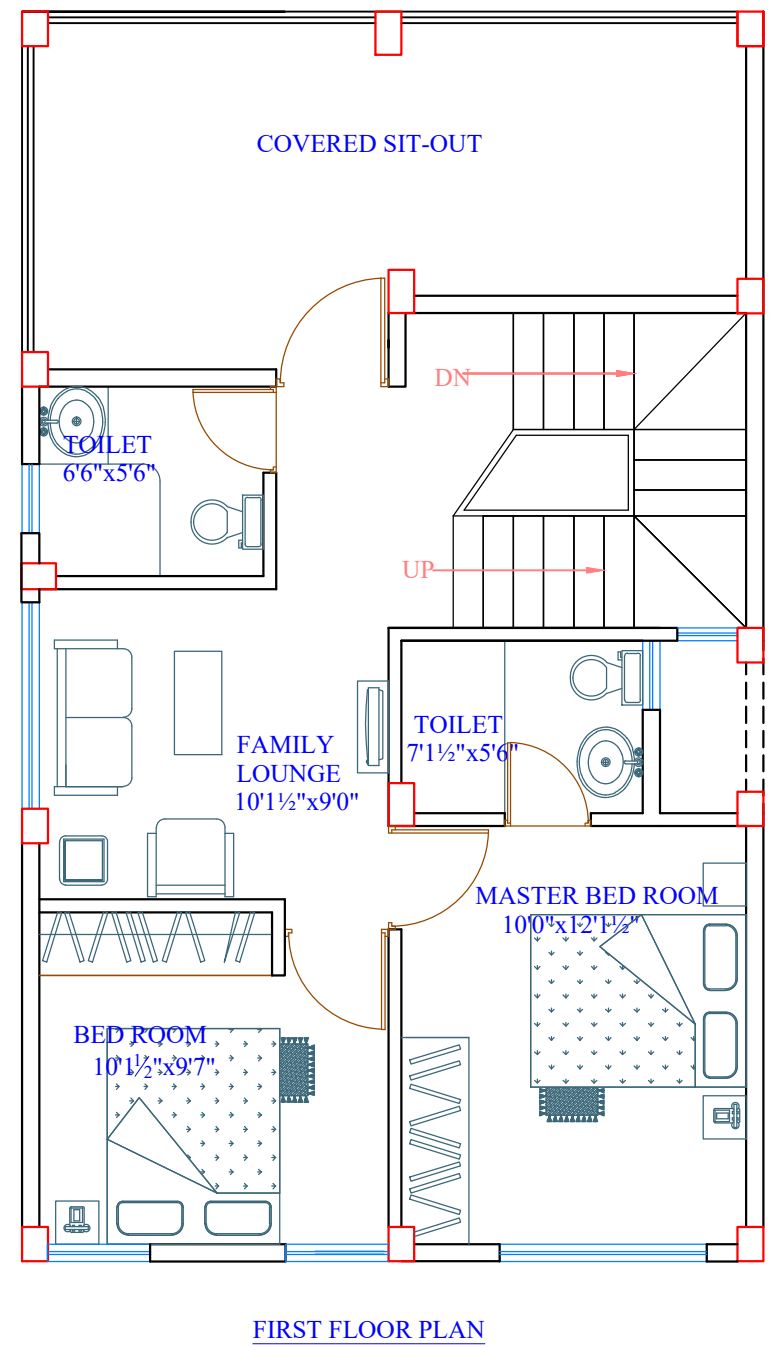 COVERED SIT-OUT
DN
TOILET
6'6"x5'6"
UP
TOILET
7'1½"x5'6"
FAMILY
LOUNGE
10'1½"x9'0"
MASTER BED ROOM
10'0"x12'1½"
BED ROOM
10'1½"x9'7"
FIRST FLOOR PLAN